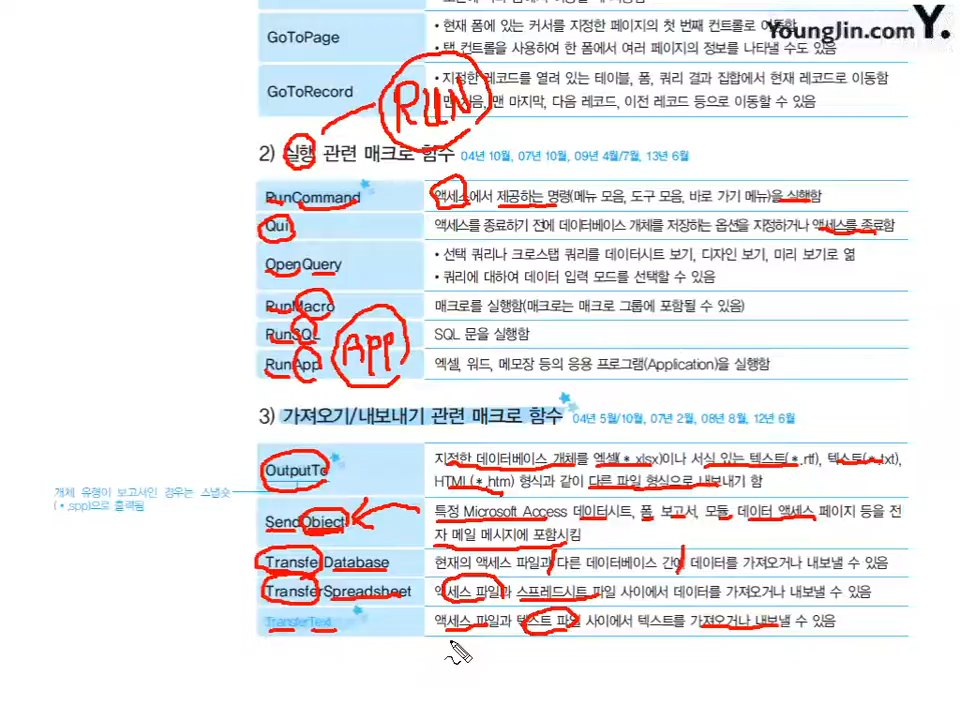 YoungJin.com Y.
GoToPage
• 현재 폼에 있는 커서를 지정한 페이지의 첫 번째 컨트롤로 이동함
• 탭 컨트롤을 사용하여 한 폼에서 여러 페이지의 정보를 나타낼 수도 있음
GoToRecord
• 지정한 레코드를 열려 있는 테이블, 폼, 쿼리 결과 집합에서 현재 레코드로 이동함
맨 처음, 맨 마지막, 다음 레코드, 이전 레코드 등으로 이동할 수 있음
RUN
2) 실행 관련 매크로 함수 04년 10월, 07년 10월, 09년 4월/7월, 13년 6월
RunCommand 액세스에서 제공하는 명령(메뉴 모음, 도구 모음, 바로 가기 메뉴)을 실행함
Quit 액세스를 종료하기 전에 데이터베이스 개체를 저장하는 옵션을 지정하거나 액세스를 종료함
OpenQuery
• 선택 쿼리나 크로스탭 쿼리를 데이터시트 보기, 디자인 보기, 미리 보기로 엶
• 쿼리에 대하여 데이터 입력 모드를 선택할 수 있음
RunMacro 매크로를 실행함(매크로는 매크로 그룹에 포함될 수 있음)
RunSQL SQL 문을 실행함
RunApp 엑셀, 워드, 메모장 등의 응용 프로그램(Application)을 실행함
APP
3) 가져오기/내보내기 관련 매크로 함수 04년 5월/10월, 07년 2월, 08년 8월, 12년 6월
OutputTo 지정한 데이터베이스 개체를 엑셀(*.xlsx)이나 서식 있는 텍스트(*.rtf), 텍스트(*.txt),
HTML(*.htm) 형식과 같이 다른 파일 형식으로 내보내기 함
개체 유형이 보고서인 경우는 스냅숏
(*.spp)으로 출력됨
SendObject 특정 Microsoft Access 데이터시트, 폼, 보고서, 모듈, 데이터 액세스 페이지 등을 전
자 메일 메시지에 포함시킴
TransferDatabase 현재의 액세스 파일과 다른 데이터베이스 간에 데이터를 가져오거나 내보낼 수 있음
TransferSpreadsheet 액세스 파일과 스프레드시트 파일 사이에서 데이터를 가져오거나 내보낼 수 있음
TransferText 액세스 파일과 텍스트 파일 사이에서 텍스트를 가져오거나 내보낼 수 있음